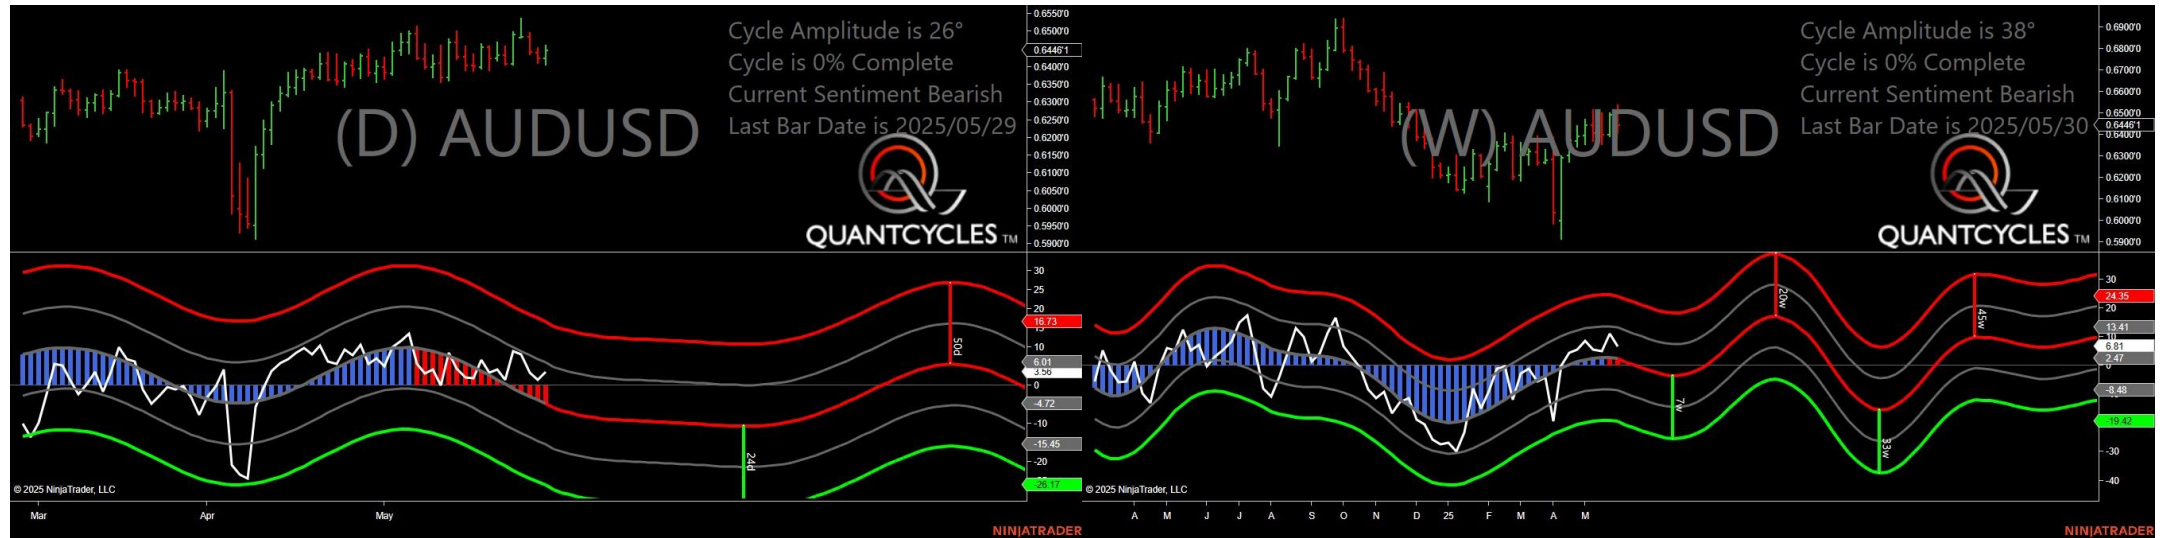 Cycle Amplitude is 26°
Cycle is 0% Complete
Current Sentiment Bearish
Last Bar Date is 2025/05/29
(D) AUDUSD
QUANTCYCLES TM
0.6550'0
0.6500'0
0.6446'1
0.6400'0
0.6350'0
0.6300'0
0.6250'0
0.6200'0
0.6150'0
0.6100'0
0.6050'0
0.6000'0
0.5950'0
0.5900'0
30
25
20
16.73
10
6.01
3.56
0
-4.72
-10
-15.45
-20
-26.17
50d
24d
© 2025 NinjaTrader, LLC
Mar Apr May
NINJATRADER
Cycle Amplitude is 38°
Cycle is 0% Complete
Current Sentiment Bearish
Last Bar Date is 2025/05/30
(W) AUDUSD
QUANTCYCLES TM
0.6900'0
0.6800'0
0.6700'0
0.6600'0
0.6500'0
0.6446'1
0.6400'0
0.6300'0
0.6200'0
0.6100'0
0.6000'0
0.5900'0
30
24.35
20
13.41
6.81
2.47
-8.48
-19.42
-30
-40
20w
45w
7w
33w
© 2025 NinjaTrader, LLC
A M J J A S O N D 25 F M A M
NINJATRADER